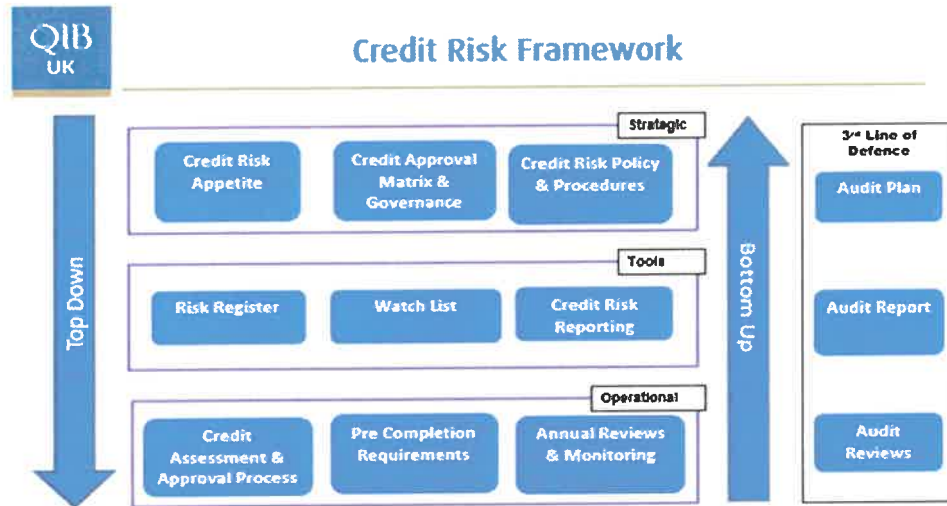 QIB
UK
Credit Risk Framework
Top Down
Strategic
Credit Risk
Appetite
Credit Approval
Matrix &
Governance
Credit Risk Policy
& Procedures
Tools
Risk Register
Watch List
Credit Risk
Reporting
Operational
Credit
Assessment &
Approval Process
Pre Completion
Requirements
Annual Reviews
& Monitoring
Bottom Up
3rd Line of
Defence
Audit Plan
Audit Report
Audit
Reviews